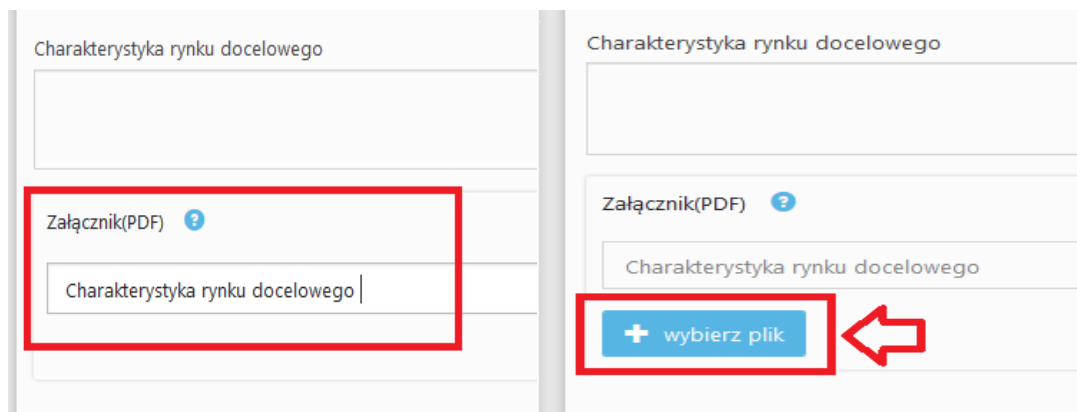 Charakterystyka rynku docelowego
Załącznik(PDF) ?
Charakterystyka rynku docelowego
Charakterystyka rynku docelowego
Załącznik(PDF) ?
Charakterystyka rynku docelowego
+ wybierz plik